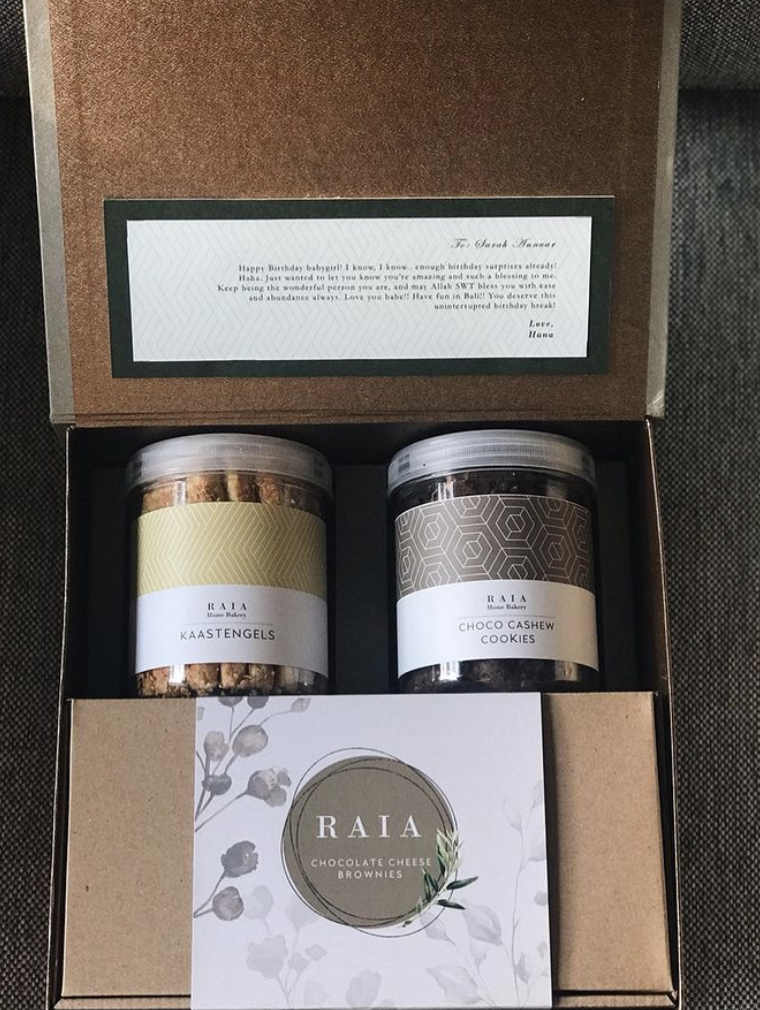 To: Sarah Annuar
Happy Birthday babygirl! I know, I know.. enough birthday surprises already!
Haha. Just wanted to let you know you're amazing and such a blessing to me.
Keep being the wonderful person you are, and may Allah SWT bless you with ease
and abundance always. Love you babe!! Have fun in Bali!! You deserve this
uninterrupted birthday break!
Love,
Hana
RAIA
Home Bakery
KAASTENGELS
RAIA
Home Bakery
CHOCO CASHEW
COOKIES
RAIA
CHOCOLATE CHEESE
BROWNIES